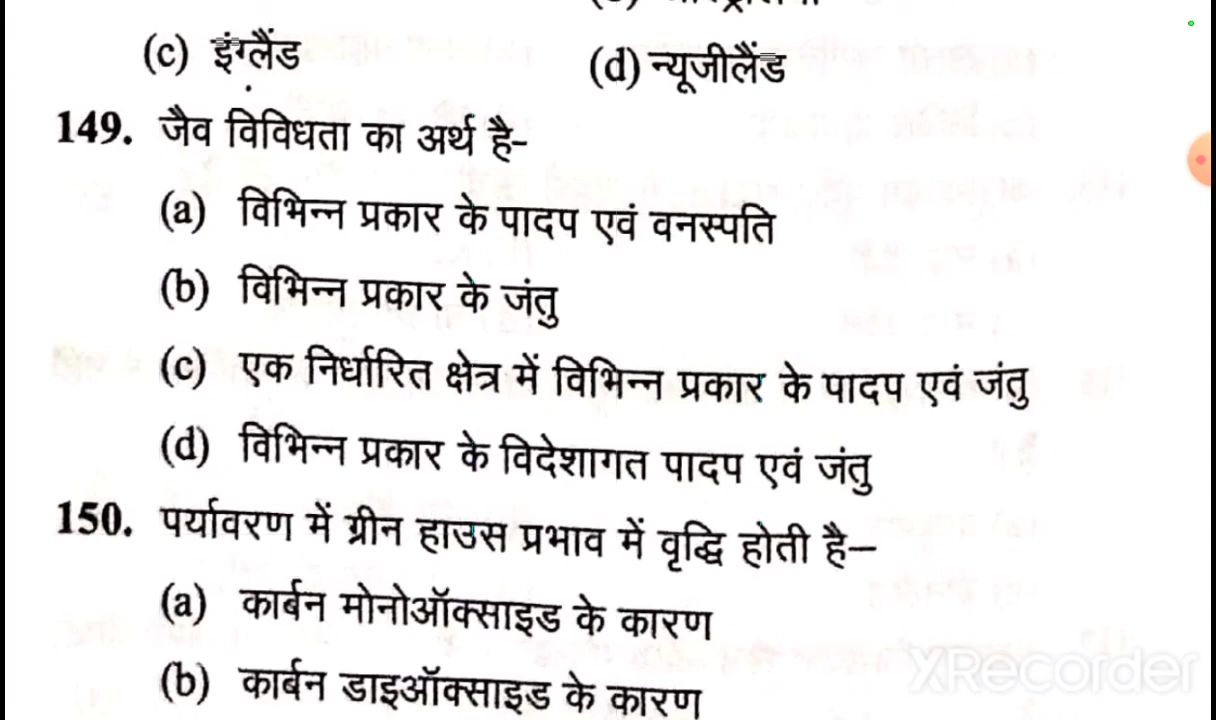 (c) इंग्लैंड
(d) न्यूजीलैंड
149. जैव विविधता का अर्थ है-
(a) विभिन्न प्रकार के पादप एवं वनस्पति
(b) विभिन्न प्रकार के जंतु
(c) एक निर्धारित क्षेत्र में विभिन्न प्रकार के पादप एवं जंतु
(d) विभिन्न प्रकार के विदेशागत पादप एवं जंतु
150. पर्यावरण में ग्रीन हाउस प्रभाव में वृद्धि होती है–
(a) कार्बन मोनोऑक्साइड के कारण
(b) कार्बन डाइऑक्साइड के कारण
XRecorder